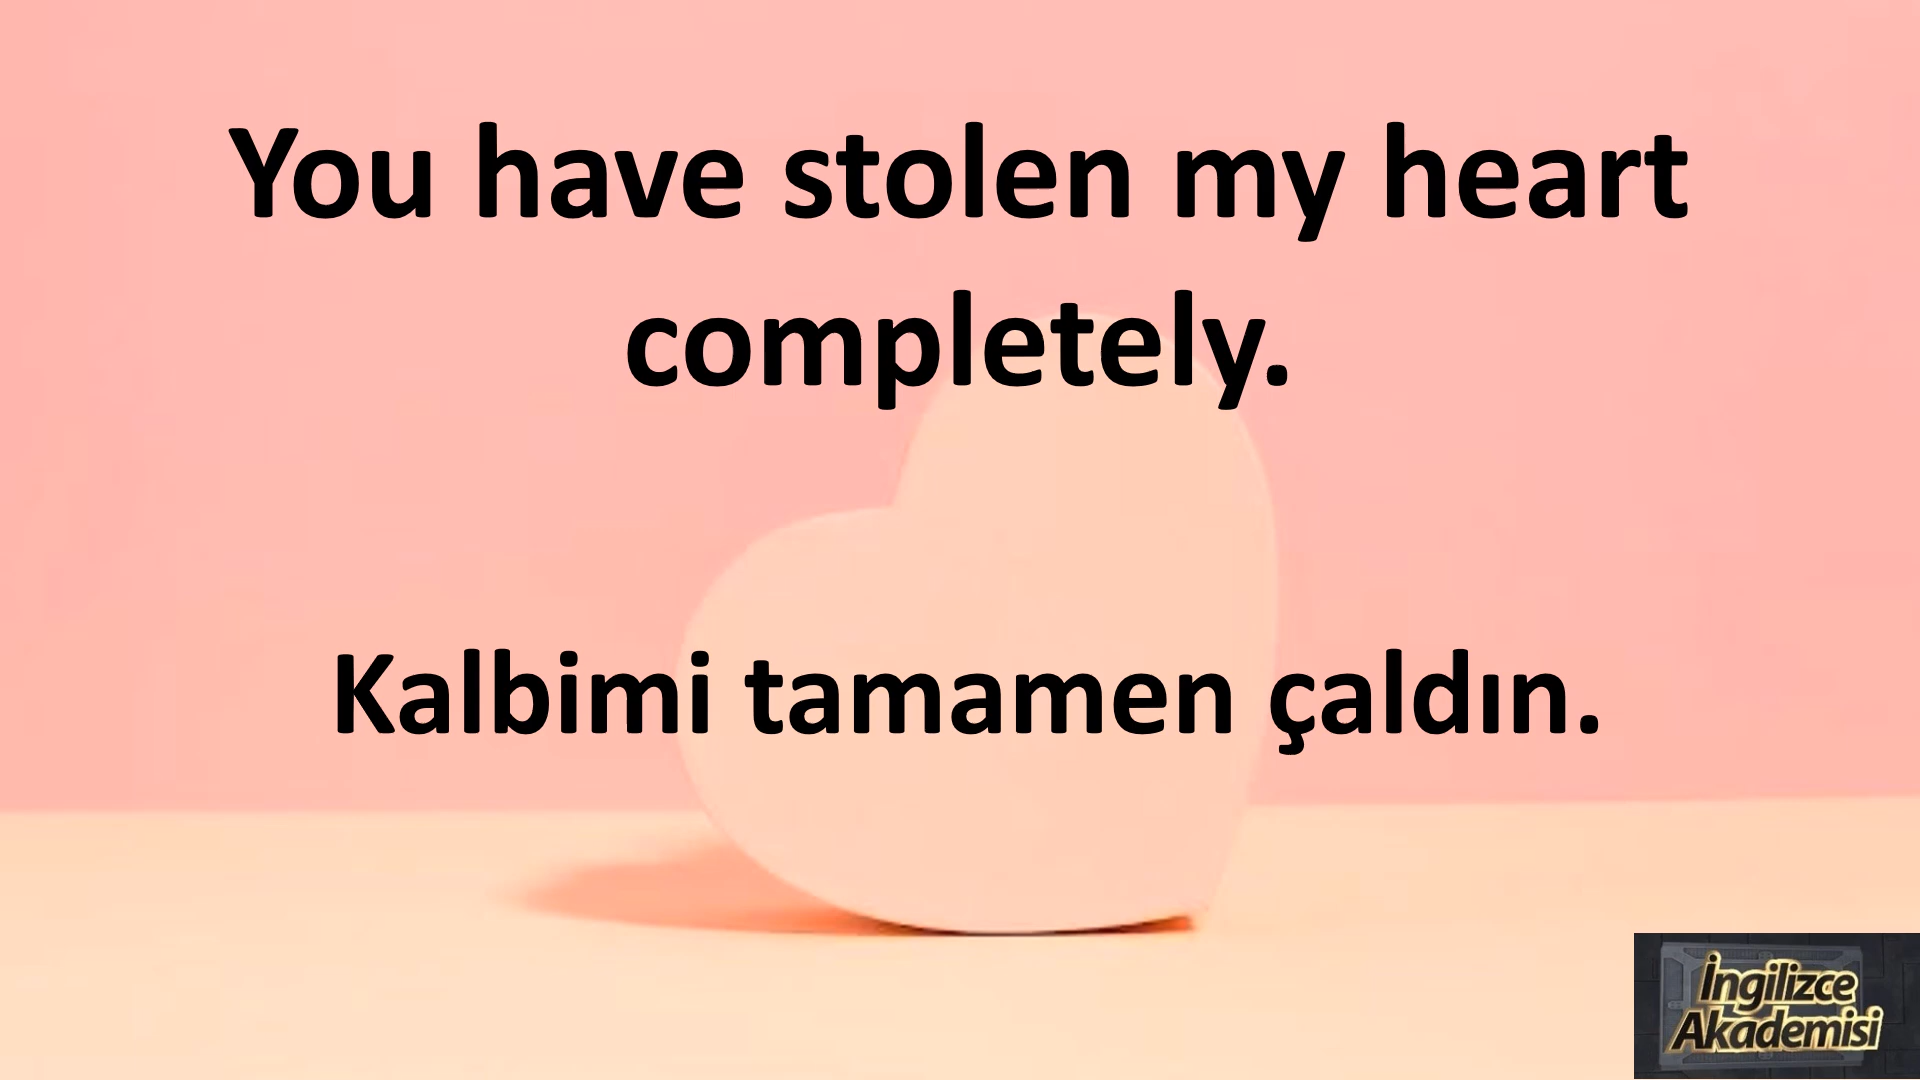 You have stolen my heart
completely.
Kalbimi tamamen çaldın.
İngilizce
Akademisi